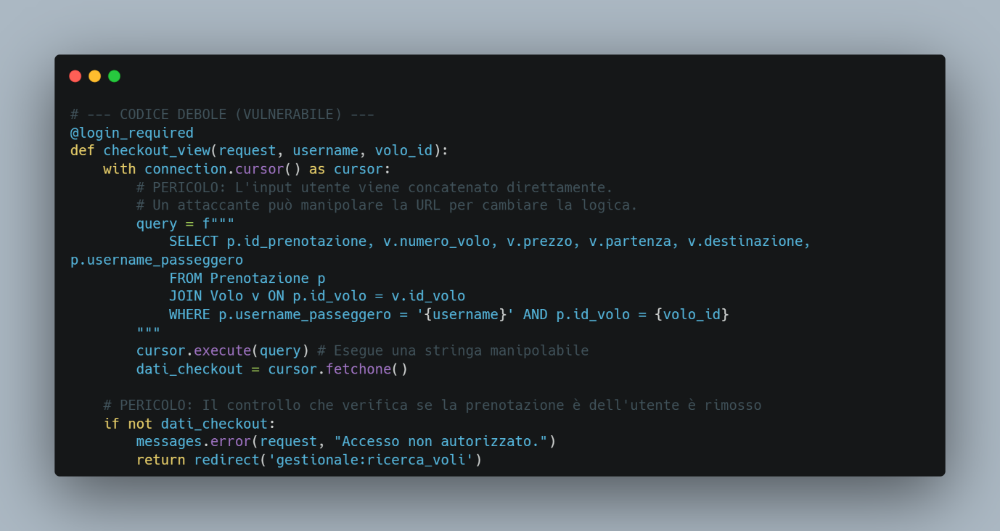 # --- CODICE DEBOLE (VULNERABILE) ---
@login_required
def checkout_view(request, username, volo_id):
    with connection.cursor() as cursor:
        # PERICOLO: L'input utente viene concatenato direttamente.
        # Un attaccante può manipolare la URL per cambiare la logica.
        query = f"""
            SELECT p.id_prenotazione, v.numero_volo, v.prezzo, v.partenza, v.destinazione,
p.username_passeggero
            FROM Prenotazione p
            JOIN Volo v ON p.id_volo = v.id_volo
            WHERE p.username_passeggero = '{username}' AND p.id_volo = {volo_id}
        """
        cursor.execute(query) # Esegue una stringa manipolabile
        dati_checkout = cursor.fetchone()

    # PERICOLO: Il controllo che verifica se la prenotazione è dell'utente è rimosso
    if not dati_checkout:
        messages.error(request, "Accesso non autorizzato.")
        return redirect('gestionale:ricerca_voli')